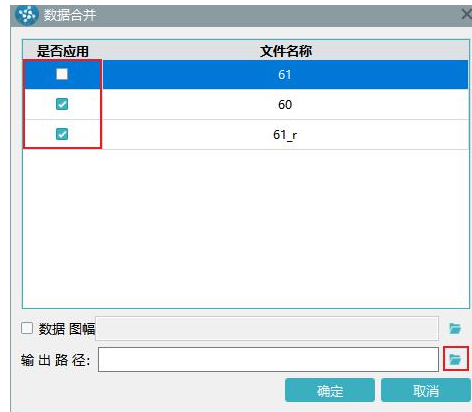 数据合并
是否应用 文件名称
61
60
61_r
数据 图幅
输 出 路 径:
确定 取消